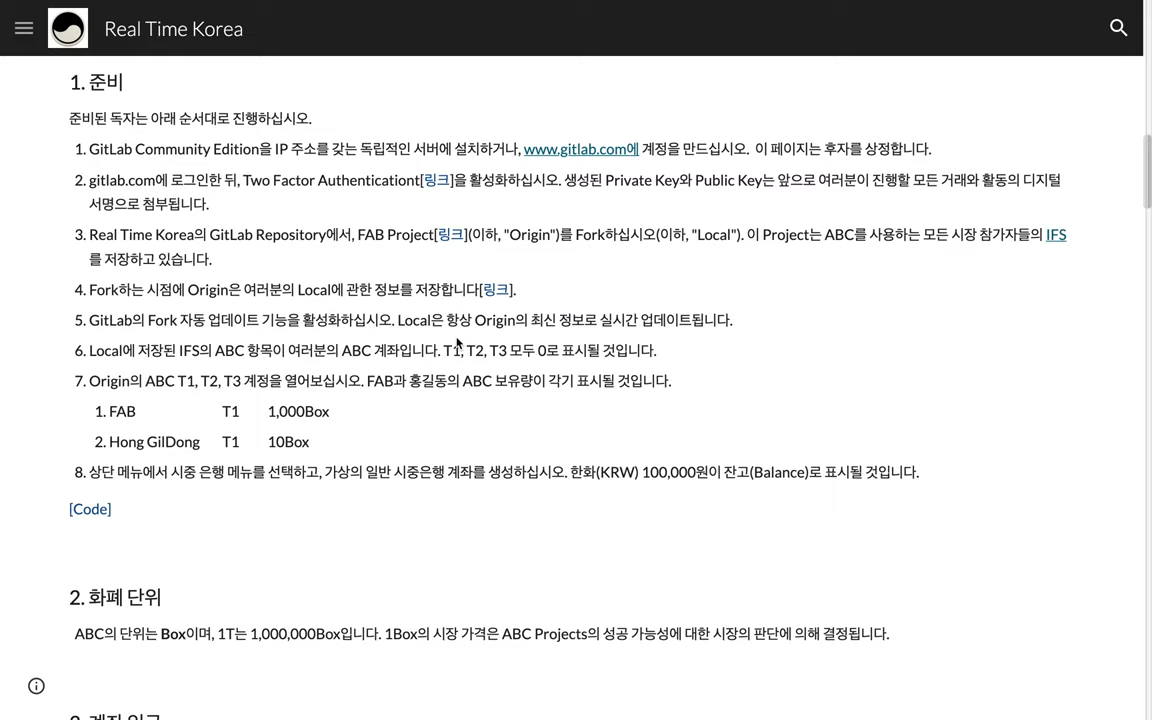 Real Time Korea
1. 준비
준비된 독자는 아래 순서대로 진행하십시오.
1. GitLab Community Edition을 IP 주소를 갖는 독립적인 서버에 설치하거나, www.gitlab.com에 계정을 만드십시오. 이 페이지는 후자를 상정합니다.
2. gitlab.com에 로그인한 뒤, Two Factor Authenticationt[링크]을 활성화하십시오. 생성된 Private Key와 Public Key는 앞으로 여러분이 진행할 모든 거래와 활동의 디지털
서명으로 첨부됩니다.
3. Real Time Korea의 GitLab Repository에서, FAB Project[링크](이하, "Origin")를 Fork하십시오(이하, "Local"). 이 Project는 ABC를 사용하는 모든 시장 참가자들의 IFS
를 저장하고 있습니다.
4. Fork하는 시점에 Origin은 여러분의 Local에 관한 정보를 저장합니다[링크].
5. GitLab의 Fork 자동 업데이트 기능을 활성화하십시오. Local은 항상 Origin의 최신 정보로 실시간 업데이트됩니다.
6. Local에 저장된 IFS의 ABC 항목이 여러분의 ABC 계좌입니다. T1, T2, T3 모두 0로 표시될 것입니다.
7. Origin의 ABC T1, T2, T3 계정을 열어보십시오. FAB과 홍길동의 ABC 보유량이 각기 표시될 것입니다.
1. FAB T1 1,000Box
2. Hong GilDong T1 10Box
8. 상단 메뉴에서 시중 은행 메뉴를 선택하고, 가상의 일반 시중은행 계좌를 생성하십시오. 한화(KRW) 100,000원이 잔고(Balance)로 표시될 것입니다.
[Code]
2. 화폐 단위
ABC의 단위는 Box이며, 1T는 1,000,000Box입니다. 1Box의 시장 가격은 ABC Projects의 성공 가능성에 대한 시장의 판단에 의해 결정됩니다.